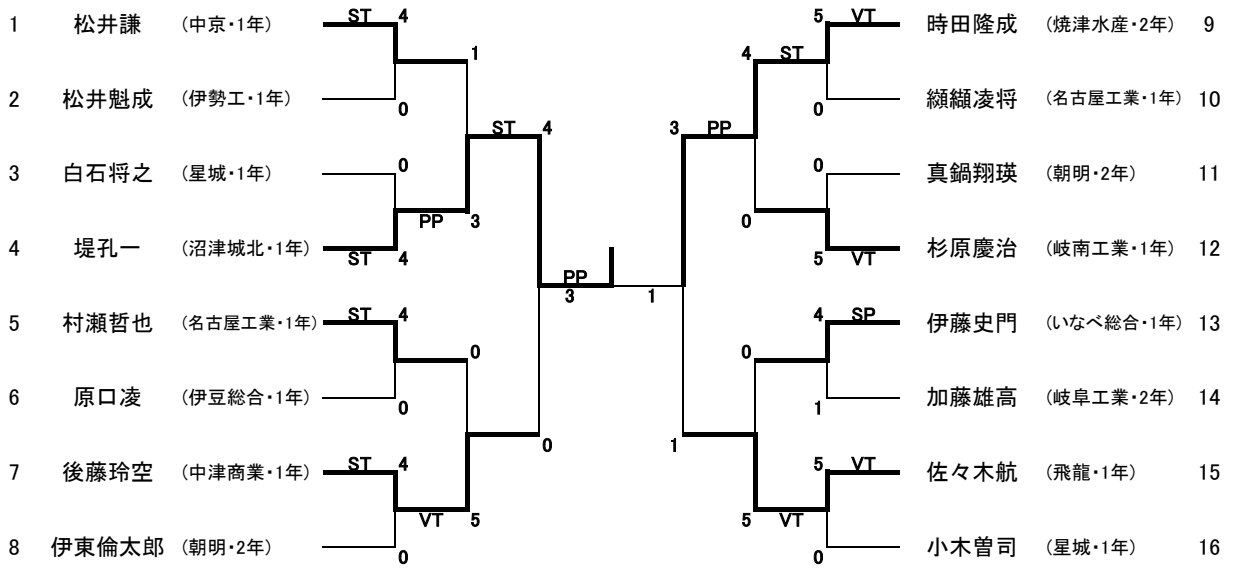 1 松井謙 (中京・1年) ST 4 5 VT 時田隆成 (焼津水産・2年) 9
1 4 ST
2 松井魁成 (伊勢工・1年) 0 0 纐纈凌将 (名古屋工業・1年) 10
ST 4 3 PP
3 白石将之 (星城・1年) 0 0 真鍋翔瑛 (朝明・2年) 11
PP 3 0
4 堤孔一 (沼津城北・1年) ST 4 5 VT 杉原慶治 (岐南工業・1年) 12
PP 3 1
5 村瀬哲也 (名古屋工業・1年) ST 4 4 SP 伊藤史門 (いなべ総合・1年) 13
0 0
6 原口凌 (伊豆総合・1年) 0 1 加藤雄高 (岐阜工業・2年) 14
0 1
7 後藤玲空 (中津商業・1年) ST 4 5 VT 佐々木航 (飛龍・1年) 15
VT 5 5 VT
8 伊東倫太郎 (朝明・2年) 0 0 小木曽司 (星城・1年) 16